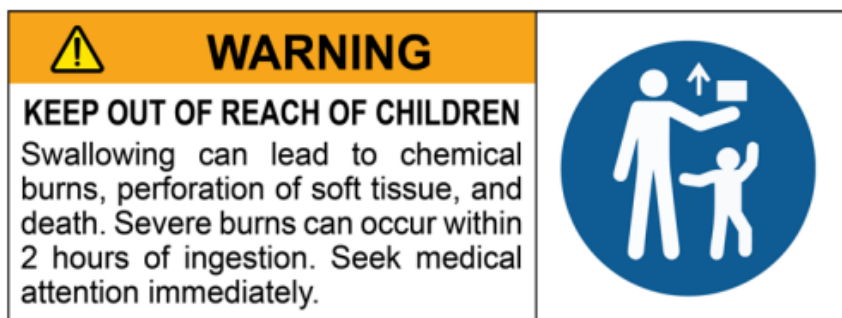 WARNING
KEEP OUT OF REACH OF CHILDREN
Swallowing can lead to chemical
burns, perforation of soft tissue, and
death. Severe burns can occur within
2 hours of ingestion. Seek medical
attention immediately.